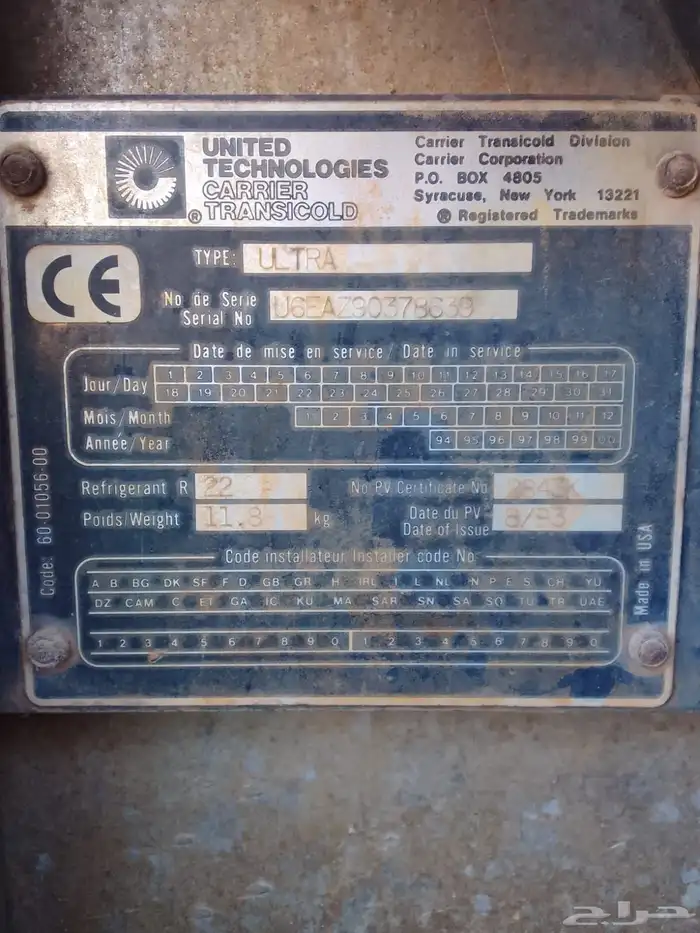 UNITED
TECHNOLOGIES
CARRIER
® TRANSICOLD
Carrier Transicold Division
Carrier Corporation
P.O. BOX 4805
Syracuse, New York 13221
® Registered Trademarks
CE
TYPE: ULTRA
No de Serie
Serial No U6EAZ90378639
Date de mise en service/Date in service
Jour/Day 1 2 3 4 5 6 7 8 9 10 11 12 13 14 15 16 17
18 19 20 21 22 23 24 25 26 27 28 29 30 31
Mois/Month 1 2 3 4 5 6 7 8 9 10 11 12
Année/Year 94 95 96 97 98 99 00
Refrigerant R 22
No PV Certificate No
Poids/Weight 11.8 kg
Date du PV
Date of Issue
Code installateur Installer code No
A B BG DK SF F D GB GR H IRL I L NL N P E S CH YU
DZ CAM C ET GA IC KU MA SAR SN SA SQ TU TR UAE
1 2 3 4 5 6 7 8 9 0 1 2 3 4 5 6 7 8 9 0
Code: 60-01056-00
Made in USA
حراج